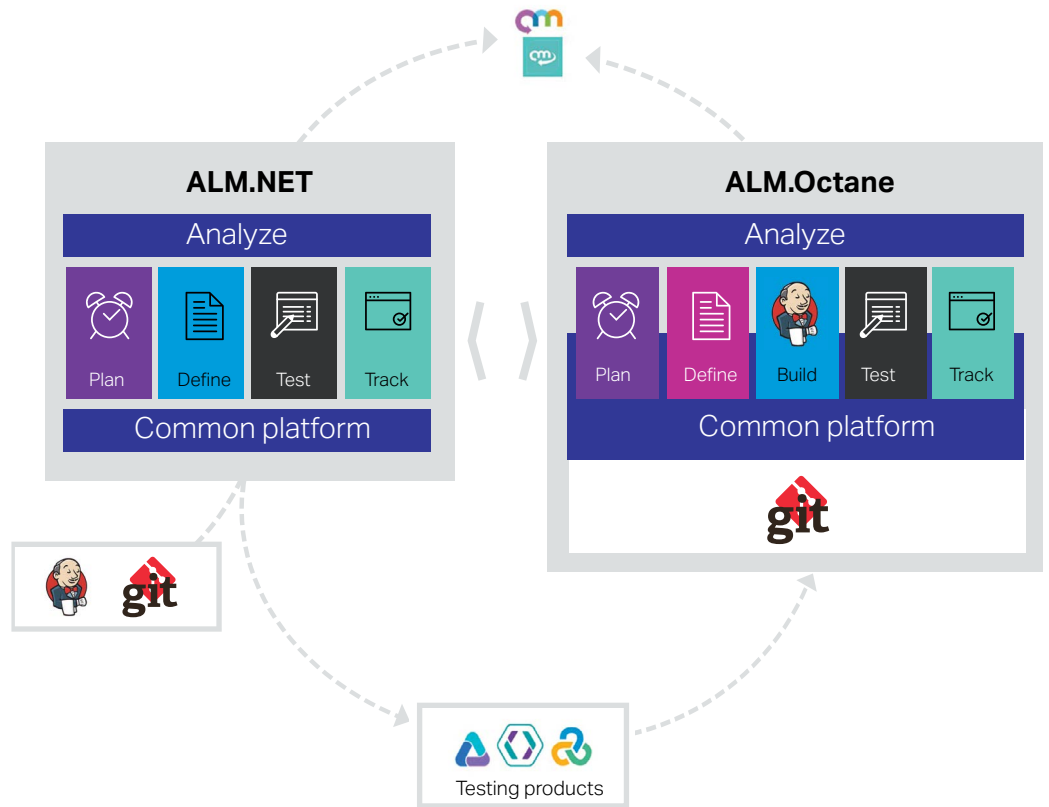 ALM.NET
Analyze
Plan
Define
Test
Track
Common platform
ALM.Octane
Analyze
Plan
Define
Build
Test
Track
Common platform
git
git
Testing products